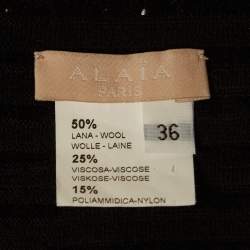 ALAÏA
PARIS
50%
LANA - WOOL
WOLLE - LAINE
36
25%
VISCOSA-VISCOSE
VISKOSE-VISCOSE
15%
POLIAMMIDICA-NYLON